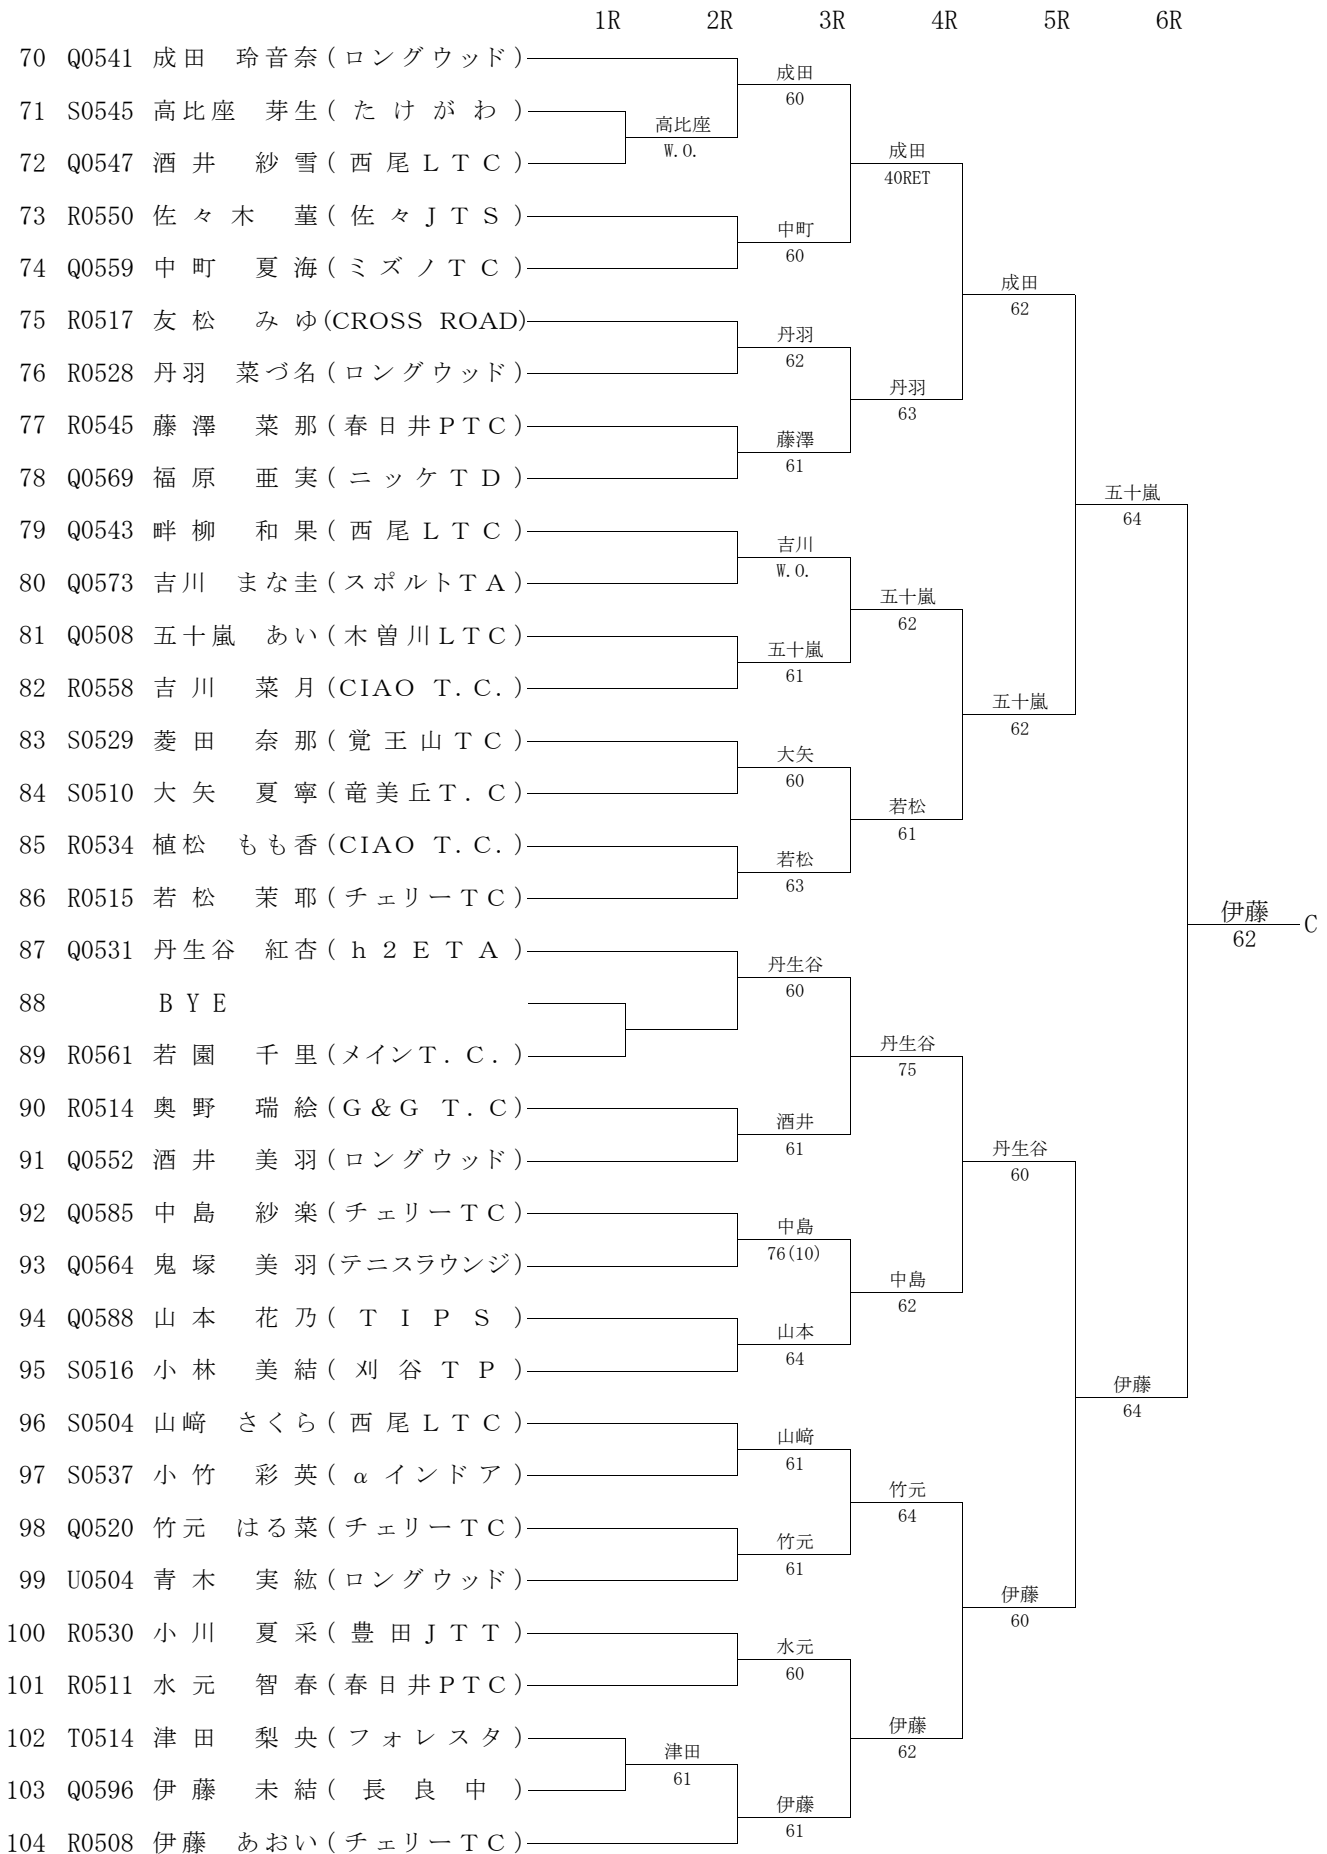 1R 2R 3R 4R 5R 6R
70 Q0541 成田 玲音奈(ロングウッド)
成田
71 S0545 高比座 芽生(たけがわ)
60
高比座
72 Q0547 酒井 紗雪(西尾LTC)
W.O.
成田
40RET
73 R0550 佐々木 菫(佐々JTS)
中町
74 Q0559 中町 夏海(ミズノTC)
60
成田
75 R0517 友松 みゆ(CROSS ROAD)
62
丹羽
76 R0528 丹羽 菜づ名(ロングウッド)
62
丹羽
77 R0545 藤澤 菜那(春日井PTC)
63
藤澤
78 Q0569 福原 亜実(ニッケTD)
61
五十嵐
79 Q0543 畔柳 和果(西尾LTC)
64
吉川
80 Q0573 吉川 まな圭(スポルトTA)
W.O.
五十嵐
81 Q0508 五十嵐 あい(木曽川LTC)
62
五十嵐
82 R0558 吉川 菜月(CIAO T.C.)
61
五十嵐
83 S0529 菱田 奈那(覚王山TC)
62
大矢
84 S0510 大矢 夏寧(竜美丘T.C)
60
若松
85 R0534 植松 もも香(CIAO T.C.)
61
若松
86 R0515 若松 茉耶(チェリーTC)
63
伊藤
C
87 Q0531 丹生谷 紅杏(h2ETA)
62
丹生谷
88 BYE
60
丹生谷
89 R0561 若園 千里(メインT.C.)
75
90 R0514 奥野 瑞絵(G&G T.C)
酒井
91 Q0552 酒井 美羽(ロングウッド)
61
丹生谷
60
92 Q0585 中島 紗楽(チェリーTC)
中島
93 Q0564 鬼塚 美羽(テニスラウンジ)
76(10)
中島
94 Q0588 山本 花乃(TIPS)
62
山本
95 S0516 小林 美結(刈谷TP)
64
伊藤
96 S0504 山﨑 さくら(西尾LTC)
64
山﨑
97 S0537 小竹 彩英(αインドア)
61
竹元
98 Q0520 竹元 はる菜(チェリーTC)
64
竹元
99 U0504 青木 実紘(ロングウッド)
61
伊藤
100 R0530 小川 夏采(豊田JTT)
60
水元
101 R0511 水元 智春(春日井PTC)
60
伊藤
102 T0514 津田 梨央(フォレスタ)
62
津田
103 Q0596 伊藤 未結(長良中)
61
伊藤
104 R0508 伊藤 あおい(チェリーTC)
61